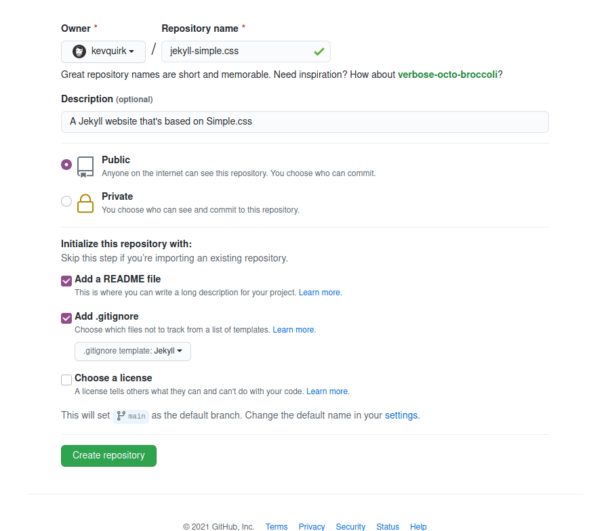 Owner * Repository name *
kevquirk / jekyll-simple.css
Great repository names are short and memorable. Need inspiration? How about verbose-octo-broccoli?
Description (optional)
A Jekyll website that's based on Simple.css
Public
Anyone on the internet can see this repository. You choose who can commit.
Private
You choose who can see and commit to this repository.
Initialize this repository with:
Skip this step if you're importing an existing repository.
Add a README file
This is where you can write a long description for your project. Learn more.
Add .gitignore
Choose which files not to track from a list of templates. Learn more.
.gitignore template: Jekyll
Choose a license
A license tells others what they can and can't do with your code. Learn more.
This will set main as the default branch. Change the default name in your settings.
Create repository
© 2021 GitHub, Inc. Terms Privacy Security Status Help